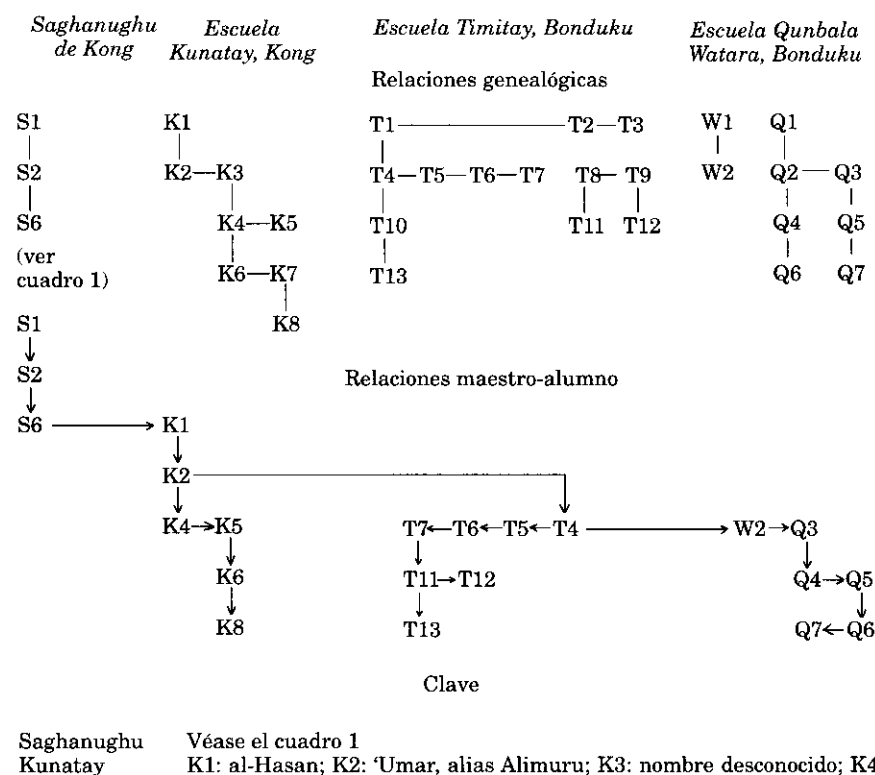 Saghanughu Escuela Escuela Timitay, Bonduku Escuela Qunbala
de Kong Kunatay, Kong Watara, Bonduku
Relaciones genealógicas
S1 K1 T1 T2 T3 W1 Q1
S2 K2 K3 T4 T5 T6 T7 T8 T9 W2 Q2 Q3
S6 K4 K5 T10 T11 T12 Q4 Q5
(ver
cuadro 1) K6 K7 T13 Q6 Q7
S1 K8
S2 Relaciones maestro-alumno
S6 K1
K2
K4 K5 T7 T6 T5 T4 W2 Q3
K6 T11 T12 Q4 Q5
K8 T13 Q7 Q6
Clave
Saghanughu Véase el cuadro 1
Kunatay K1: al-Hasan; K2: ‘Umar, alias Alimuru; K3: nombre desconocido; K4